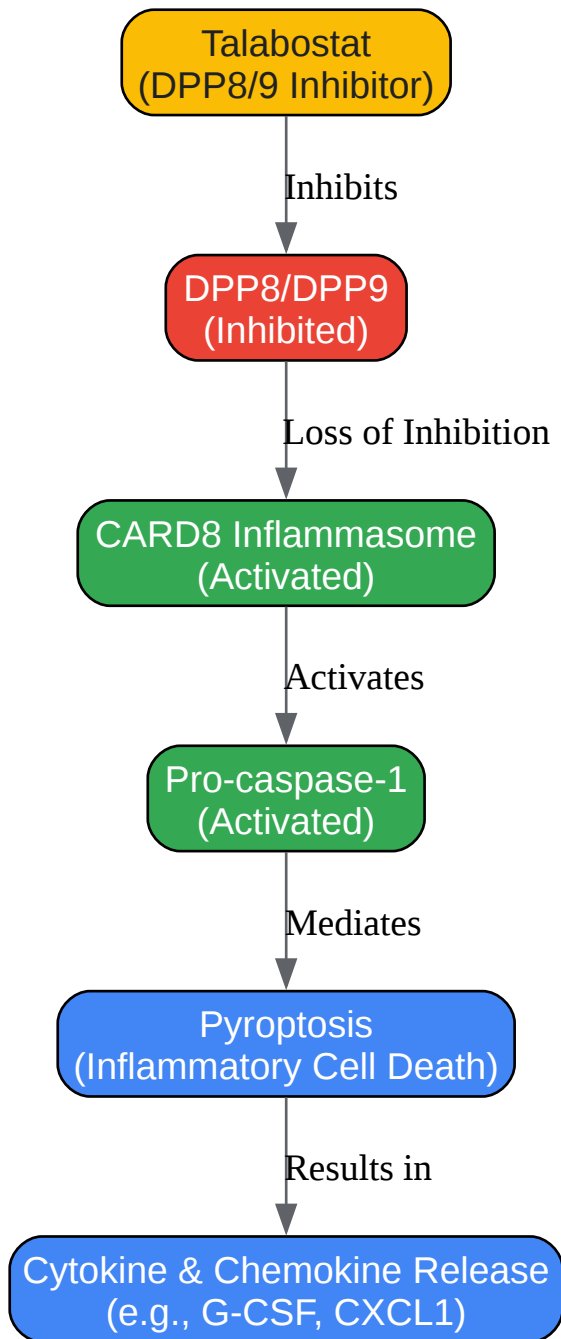 Talabostat
(DPP8/9 Inhibitor)
Inhibits
DPP8/DPP9
(Inhibited)
Loss of Inhibition
CARD8 Inflammasome
(Activated)
Activates
Pro-caspase-1
(Activated)
Mediates
Pyroptosis
(Inflammatory Cell Death)
Results in
Cytokine & Chemokine Release
(e.g., G-CSF, CXCL1)